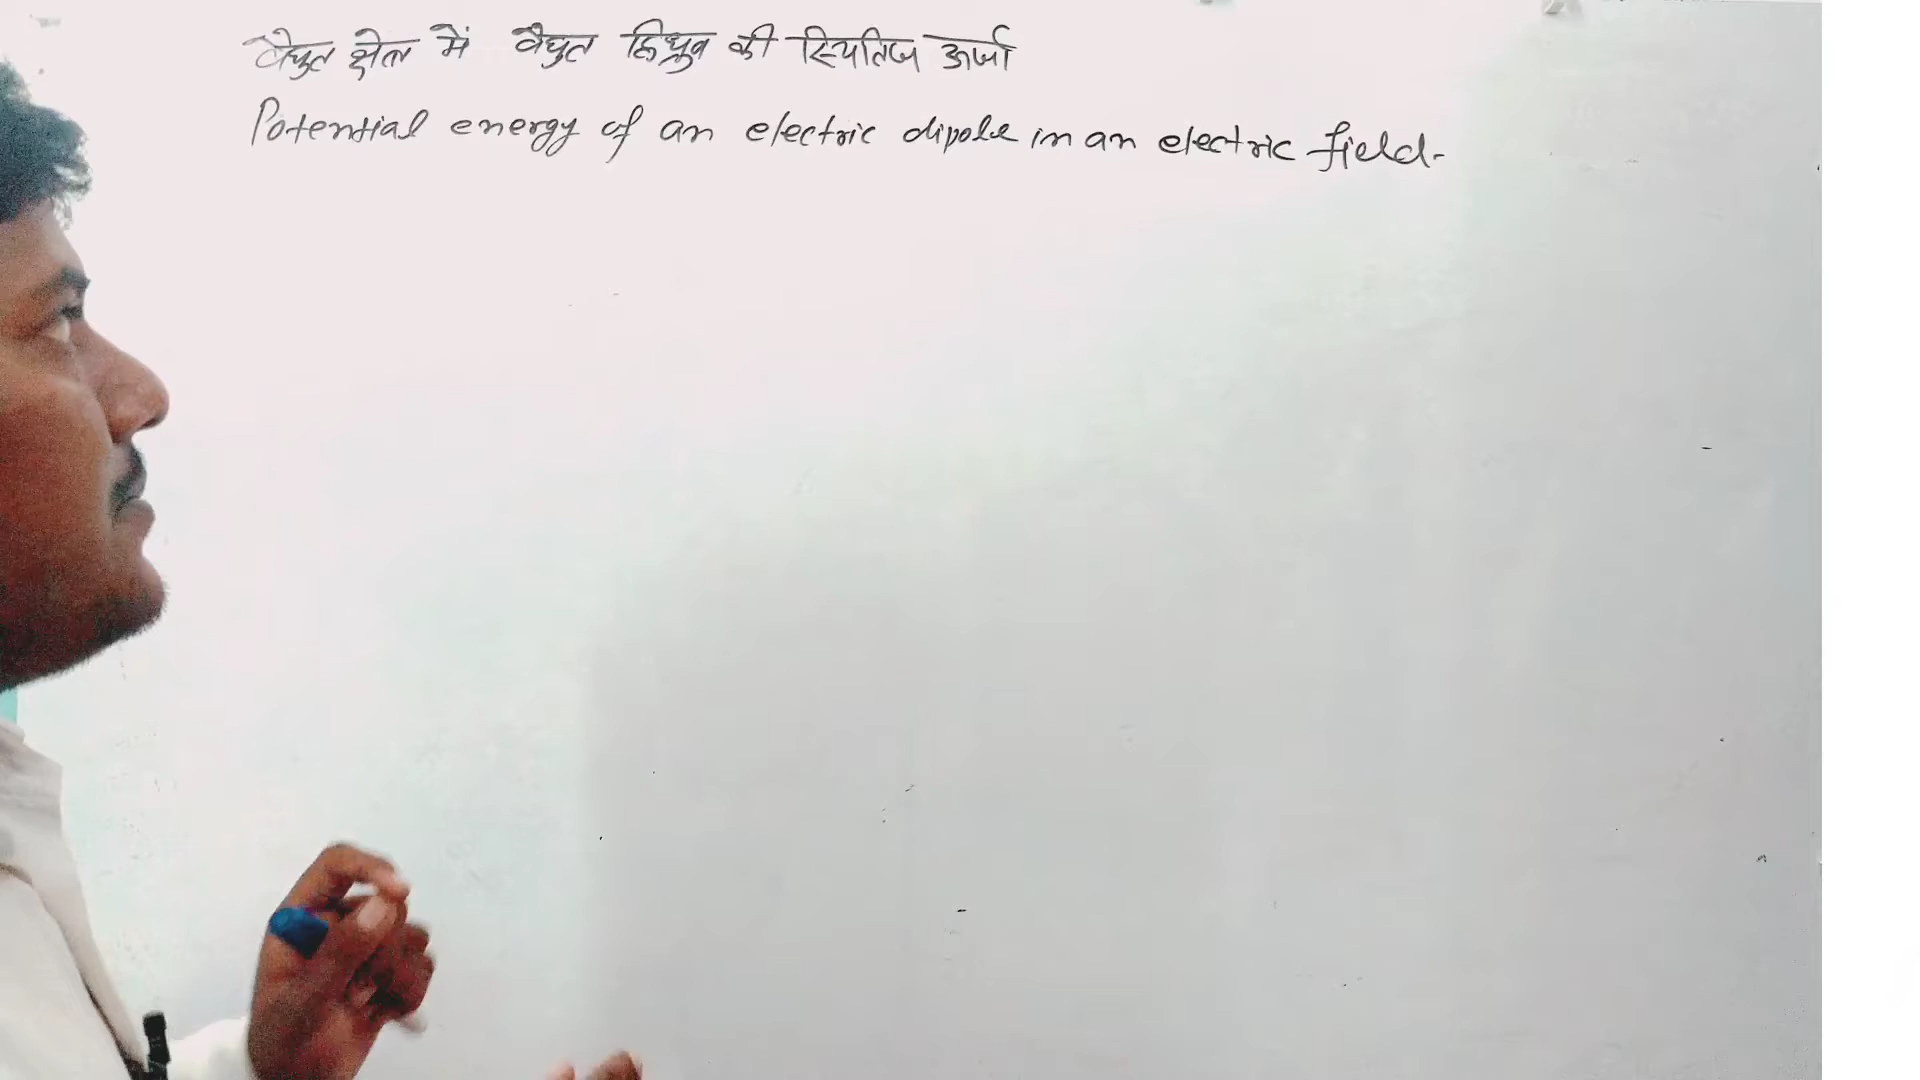 वैद्युत क्षेत्र में वैद्युत द्विध्रुव की स्थितिज ऊर्जा
Potential energy of an electric dipole in an electric field-